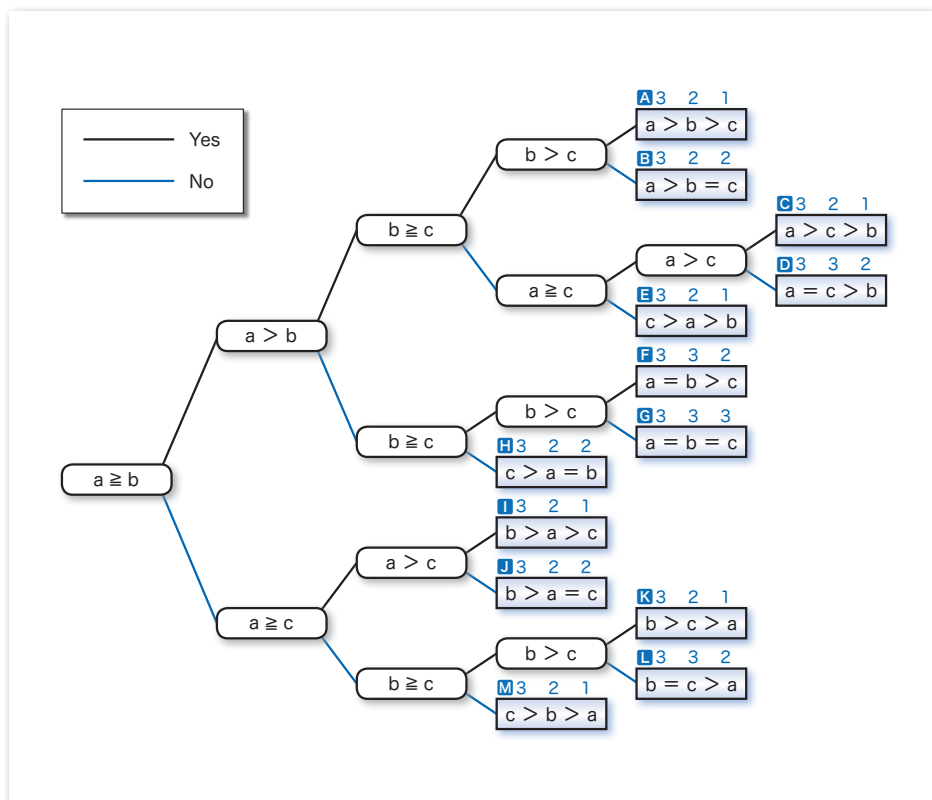 Yes
No
a ≧ b
a > b
a ≧ c
b ≧ c
b ≧ c
a > c
b ≧ c
b > c
a ≧ c
b > c
a > c
b > c
A 3 2 1
a > b > c
B 3 2 2
a > b = c
C 3 2 1
a > c > b
D 3 3 2
a = c > b
E 3 2 1
c > a > b
F 3 3 2
a = b > c
G 3 3 3
a = b = c
H 3 2 2
c > a = b
I 3 2 1
b > a > c
J 3 2 2
b > a = c
K 3 2 1
b > c > a
L 3 3 2
b = c > a
M 3 2 1
c > b > a